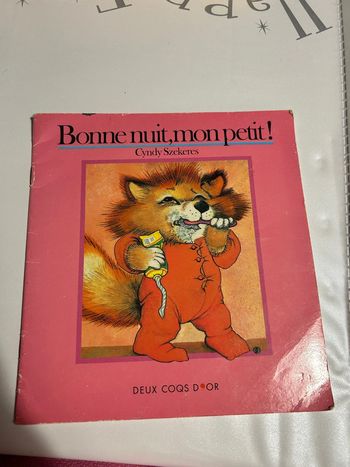 Bonne nuit, mon petit!
Cyndy Szekeres
DEUX COQS D'OR